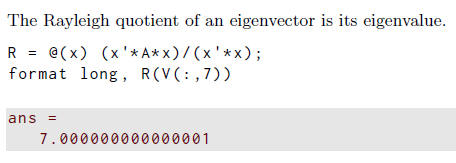 The Rayleigh quotient of an eigenvector is its eigenvalue.
R = @(x) (x'*A*x)/(x'*x);
format long, R(V(:,7))
ans =
7.000000000000001